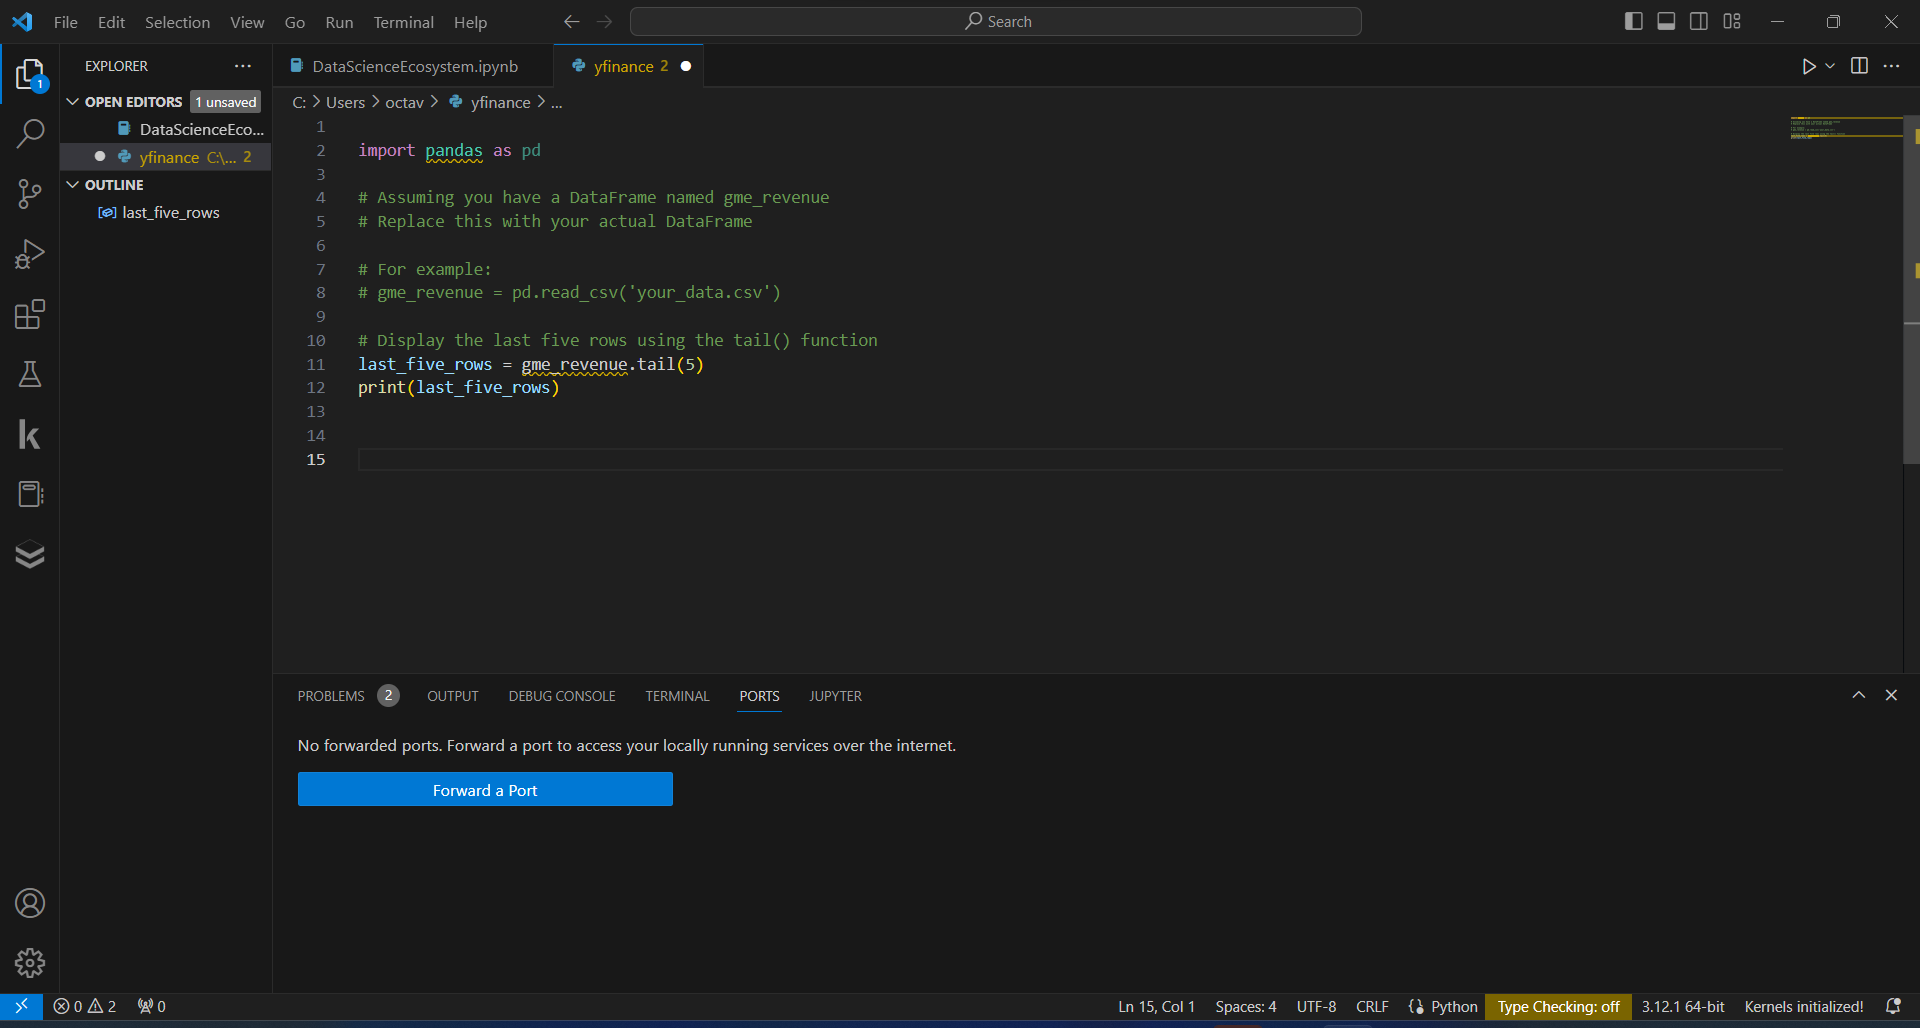 File Edit Selection View Go Run Terminal Help
Search
EXPLORER
OPEN EDITORS 1 unsaved
DataScienceEco...
yfinance C:\... 2
OUTLINE
last_five_rows
DataScienceEcosystem.ipynb
yfinance 2
C: > Users > octav > yfinance > ...
1
2 import pandas as pd
3
4 # Assuming you have a DataFrame named gme_revenue
5 # Replace this with your actual DataFrame
6
7 # For example:
8 # gme_revenue = pd.read_csv('your_data.csv')
9
10 # Display the last five rows using the tail() function
11 last_five_rows = gme_revenue.tail(5)
12 print(last_five_rows)
13
14
15
PROBLEMS 2 OUTPUT DEBUG CONSOLE TERMINAL PORTS JUPYTER
No forwarded ports. Forward a port to access your locally running services over the internet.
Forward a Port
1
k
0 2 0
Ln 15, Col 1 Spaces: 4 UTF-8 CRLF Python Type Checking: off 3.12.1 64-bit Kernels initialized!